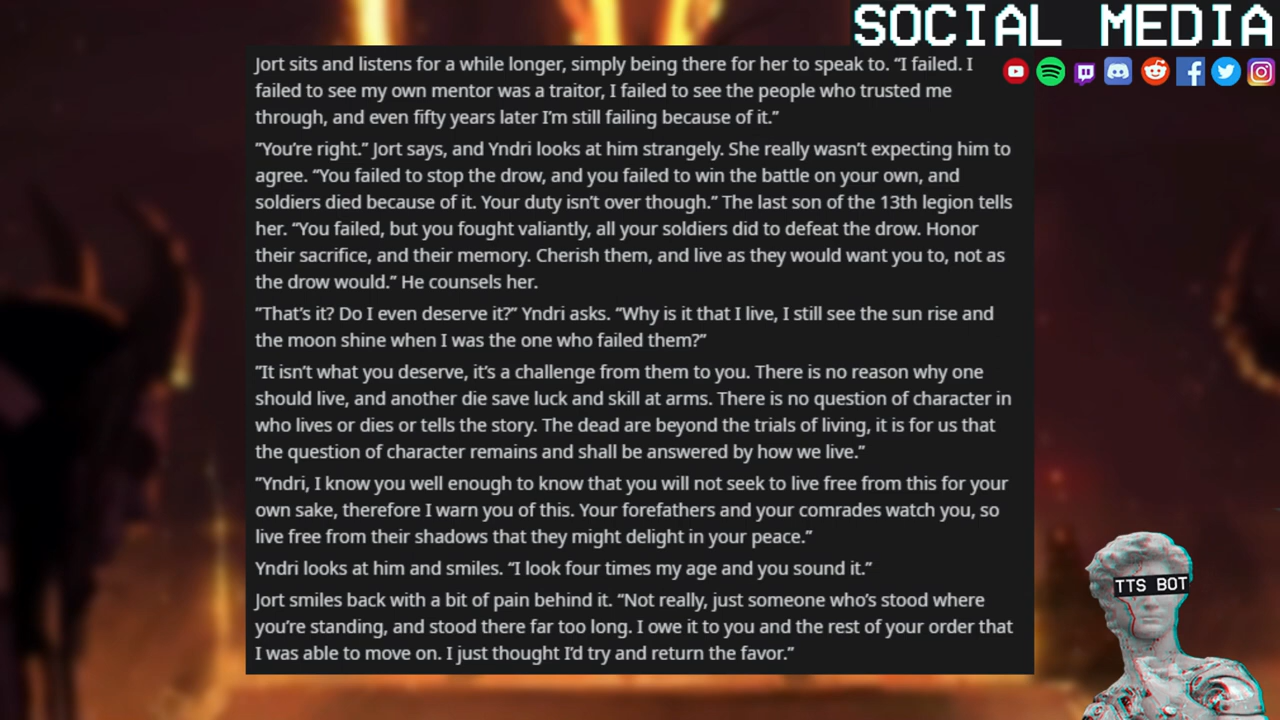 SOCIAL MEDIA
Jort sits and listens for a while longer, simply being there for her to speak to. “I failed. I
failed to see my own mentor was a traitor, I failed to see the people who trusted me
through, and even fifty years later I’m still failing because of it.”
“You’re right.” Jort says, and Yndri looks at him strangely. She really wasn’t expecting him to
agree. “You failed to stop the drow, and you failed to win the battle on your own, and
soldiers died because of it. Your duty isn’t over though.” The last son of the 13th legion tells
her. “You failed, but you fought valiantly, all your soldiers did to defeat the drow. Honor
their sacrifice, and their memory. Cherish them, and live as they would want you to, not as
the drow would.” He counsels her.
“That’s it? Do I even deserve it?” Yndri asks. “Why is it that I live, I still see the sun rise and
the moon shine when I was the one who failed them?”
“It isn’t what you deserve, it’s a challenge from them to you. There is no reason why one
should live, and another die save luck and skill at arms. There is no question of character in
who lives or dies or tells the story. The dead are beyond the trials of living, it is for us that
the question of character remains and shall be answered by how we live.”
“Yndri, I know you well enough to know that you will not seek to live free from this for your
own sake, therefore I warn you of this. Your forefathers and your comrades watch you, so
live free from their shadows that they might delight in your peace.”
Yndri looks at him and smiles. “I look four times my age and you sound it.”
Jort smiles back with a bit of pain behind it. “Not really, just someone who’s stood where
you’re standing, and stood there far too long. I owe it to you and the rest of your order that
I was able to move on. I just thought I’d try and return the favor.”
TTS BOT